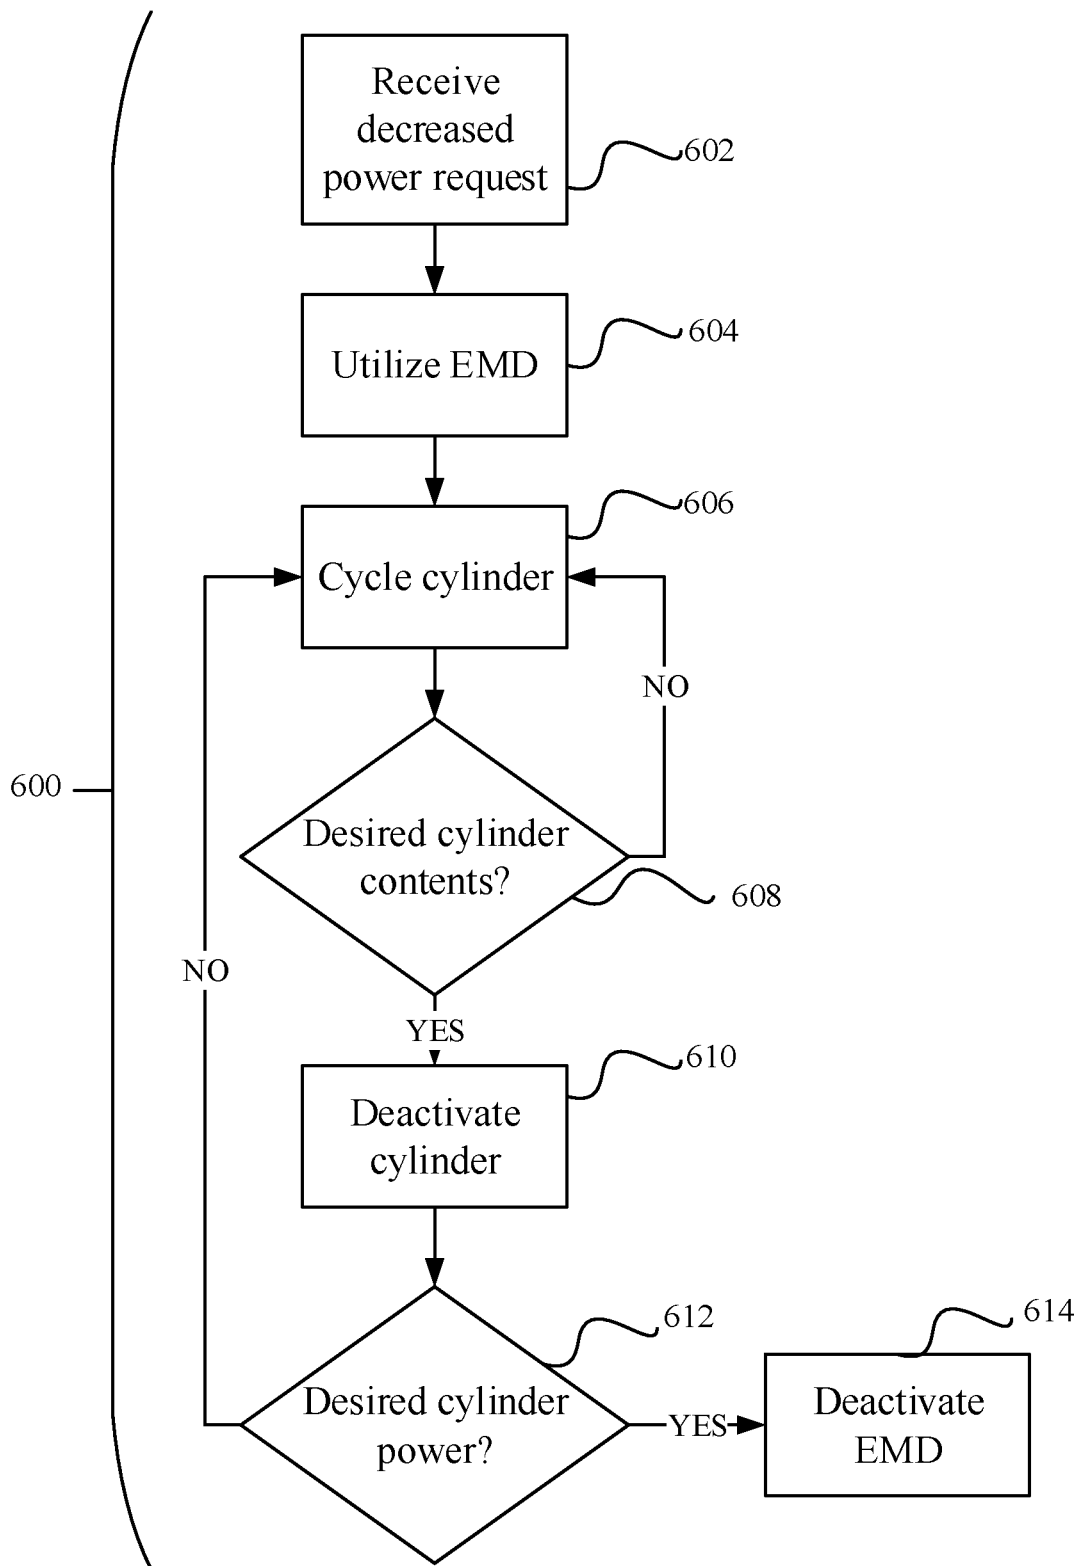 Receive
decreased
power request
602
Utilize EMD
604
606
Cycle cylinder
NO
600
Desired cylinder
contents?
608
NO
YES
610
Deactivate
cylinder
612
614
Desired cylinder
power?
YES
Deactivate
EMD